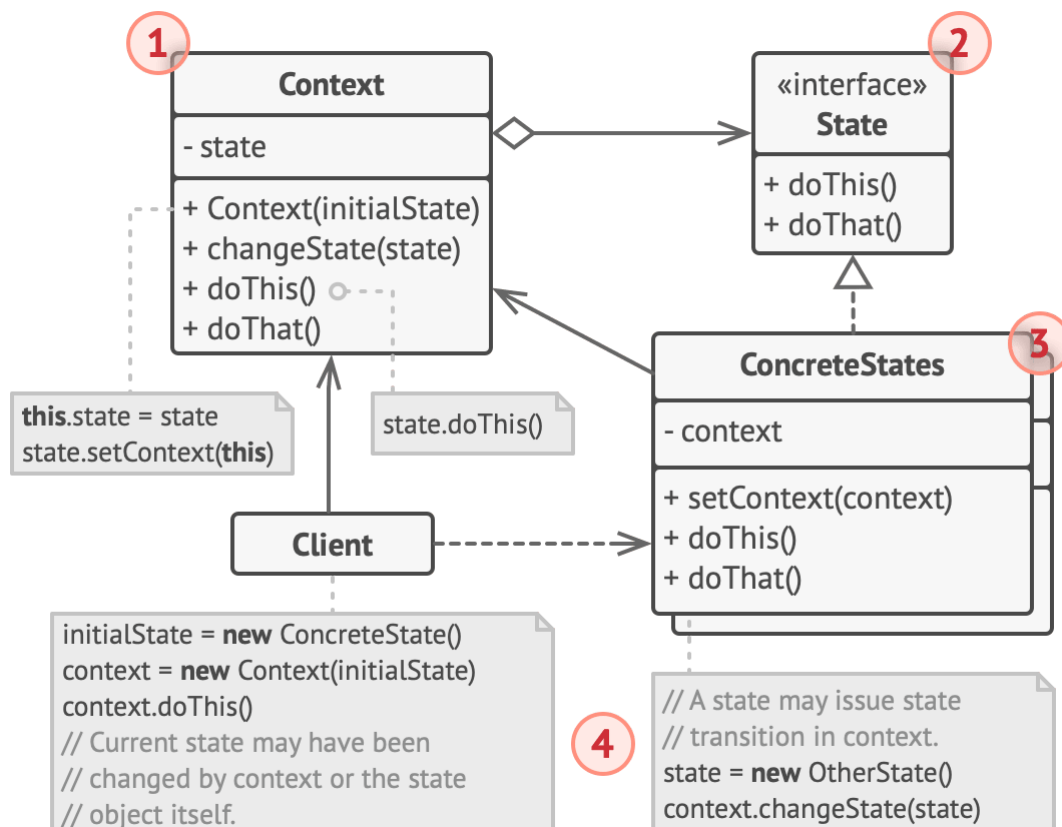 1
Context
- state
+ Context(initialState)
+ changeState(state)
+ doThis()
+ doThat()
2
«interface»
State
+ doThis()
+ doThat()
3
ConcreteStates
- context
+ setContext(context)
+ doThis()
+ doThat()
this.state = state
state.setContext(this)
state.doThis()
Client
initialState = new ConcreteState()
context = new Context(initialState)
context.doThis()
// Current state may have been
// changed by context or the state
// object itself.
4
// A state may issue state
// transition in context.
state = new OtherState()
context.changeState(state)